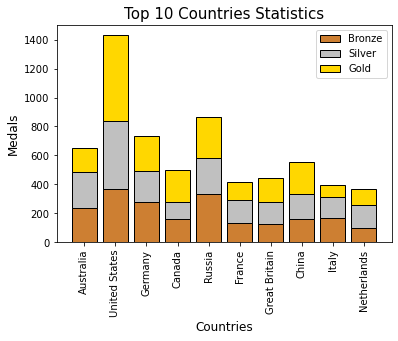 Top 10 Countries Statistics
Bronze
Silver
Gold
1400
1200
1000
800
600
400
200
0
Medals
Australia
United States
Germany
Canada
Russia
France
Great Britain
China
Italy
Netherlands
Countries